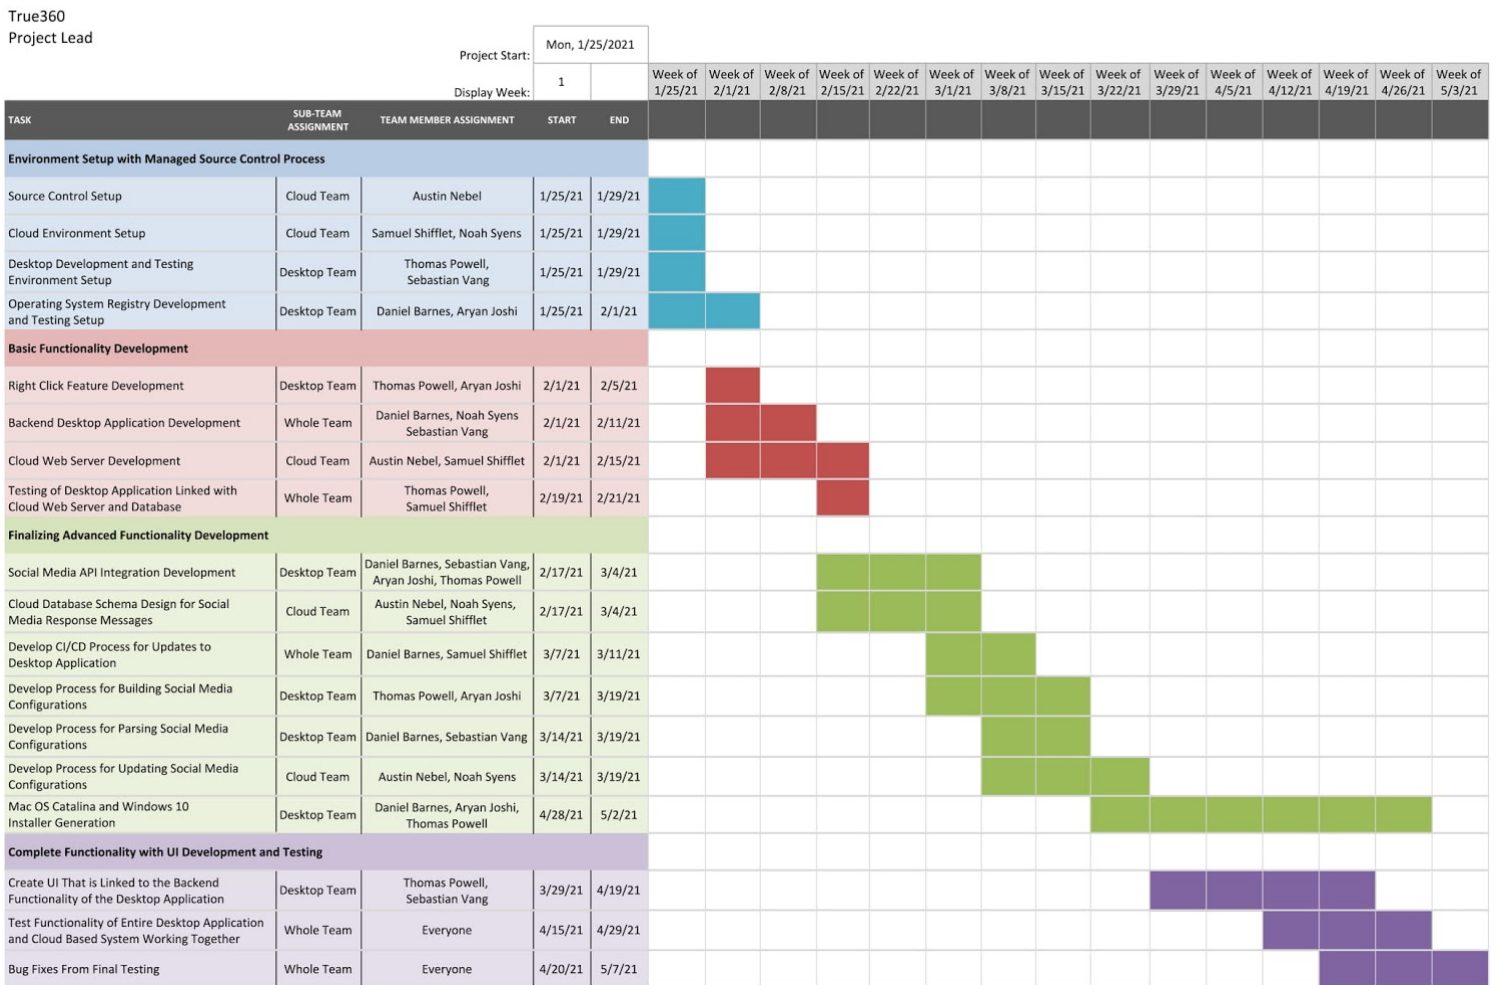 True360
Project Lead
Project Start:
Mon, 1/25/2021
Display Week:
1
Week of 1/25/21
Week of 2/1/21
Week of 2/8/21
Week of 2/15/21
Week of 2/22/21
Week of 3/1/21
Week of 3/8/21
Week of 3/15/21
Week of 3/22/21
Week of 3/29/21
Week of 4/5/21
Week of 4/12/21
Week of 4/19/21
Week of 4/26/21
Week of 5/3/21
TASK SUB-TEAM ASSIGNMENT TEAM MEMBER ASSIGNMENT START END
Environment Setup with Managed Source Control Process
Source Control Setup Cloud Team Austin Nebel 1/25/21 1/29/21
Cloud Environment Setup Cloud Team Samuel Shifflet, Noah Syens 1/25/21 1/29/21
Desktop Development and Testing Environment Setup Desktop Team Thomas Powell, Sebastian Vang 1/25/21 1/29/21
Operating System Registry Development and Testing Setup Desktop Team Daniel Barnes, Aryan Joshi 1/25/21 2/1/21
Basic Functionality Development
Right Click Feature Development Desktop Team Thomas Powell, Aryan Joshi 2/1/21 2/5/21
Backend Desktop Application Development Whole Team Daniel Barnes, Noah Syens Sebastian Vang 2/1/21 2/11/21
Cloud Web Server Development Cloud Team Austin Nebel, Samuel Shifflet 2/1/21 2/15/21
Testing of Desktop Application Linked with Cloud Web Server and Database Whole Team Thomas Powell, Samuel Shifflet 2/19/21 2/21/21
Finalizing Advanced Functionality Development
Social Media API Integration Development Desktop Team Daniel Barnes, Sebastian Vang, Aryan Joshi, Thomas Powell 2/17/21 3/4/21
Cloud Database Schema Design for Social Media Response Messages Cloud Team Austin Nebel, Noah Syens, Samuel Shifflet 2/17/21 3/4/21
Develop CI/CD Process for Updates to Desktop Application Whole Team Daniel Barnes, Samuel Shifflet 3/7/21 3/11/21
Develop Process for Building Social Media Configurations Desktop Team Thomas Powell, Aryan Joshi 3/7/21 3/19/21
Develop Process for Parsing Social Media Configurations Desktop Team Daniel Barnes, Sebastian Vang 3/14/21 3/19/21
Develop Process for Updating Social Media Configurations Cloud Team Austin Nebel, Noah Syens 3/14/21 3/19/21
Mac OS Catalina and Windows 10 Installer Generation Desktop Team Daniel Barnes, Aryan Joshi, Thomas Powell 4/28/21 5/2/21
Complete Functionality with UI Development and Testing
Create UI That is Linked to the Backend Functionality of the Desktop Application Desktop Team Thomas Powell, Sebastian Vang 3/29/21 4/19/21
Test Functionality of Entire Desktop Application and Cloud Based System Working Together Whole Team Everyone 4/15/21 4/29/21
Bug Fixes From Final Testing Whole Team Everyone 4/20/21 5/7/21